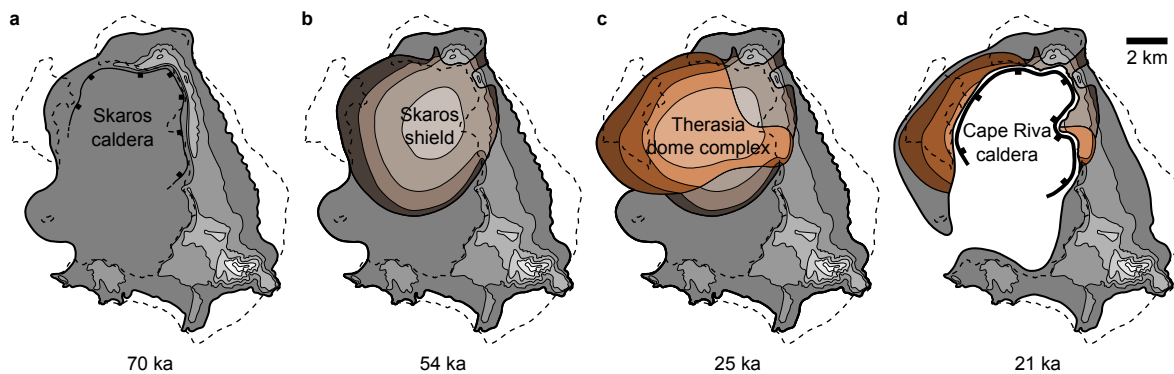 a
b
c
d
2 km
Skaros
caldera
Skaros
shield
Therasia
dome complex
Cape Riva
caldera
70 ka
54 ka
25 ka
21 ka